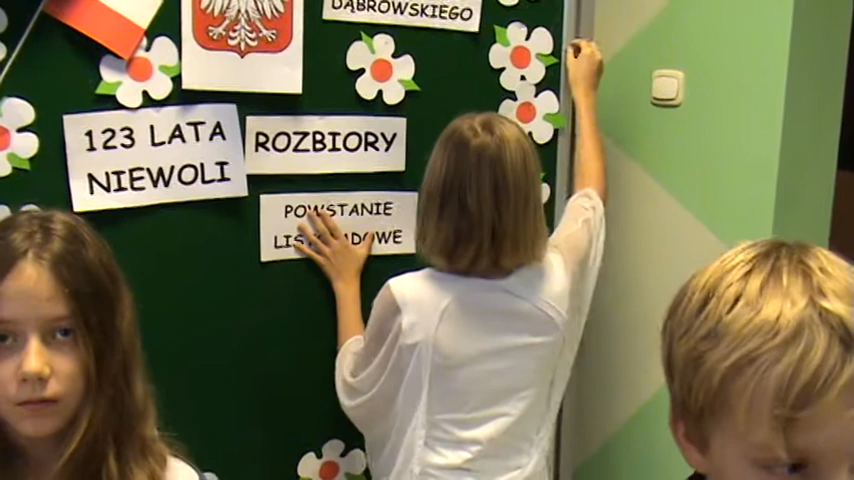 DĄBROWSKIEGO
123 LATA
NIEWOLI
ROZBIORY
POWSTANIE